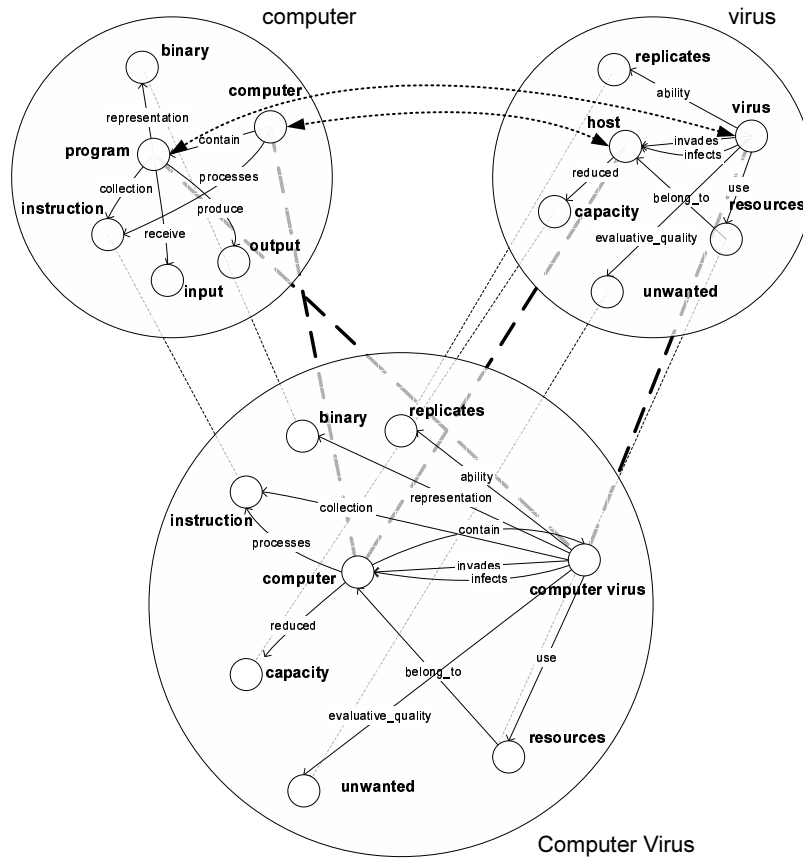 computer
virus
binary
replicates
computer
ability
virus
representation
host
contain
invades
program
infects
reduced
processes
collection
belong_to
use
instruction
produce
capacity
resources
receive
output
evaluative_quality
input
unwanted
binary
replicates
ability
representation
collection
instruction
contain
processes
invades
computer
infects
computer virus
reduced
use
capacity
belong_to
evaluative_quality
resources
unwanted
Computer Virus